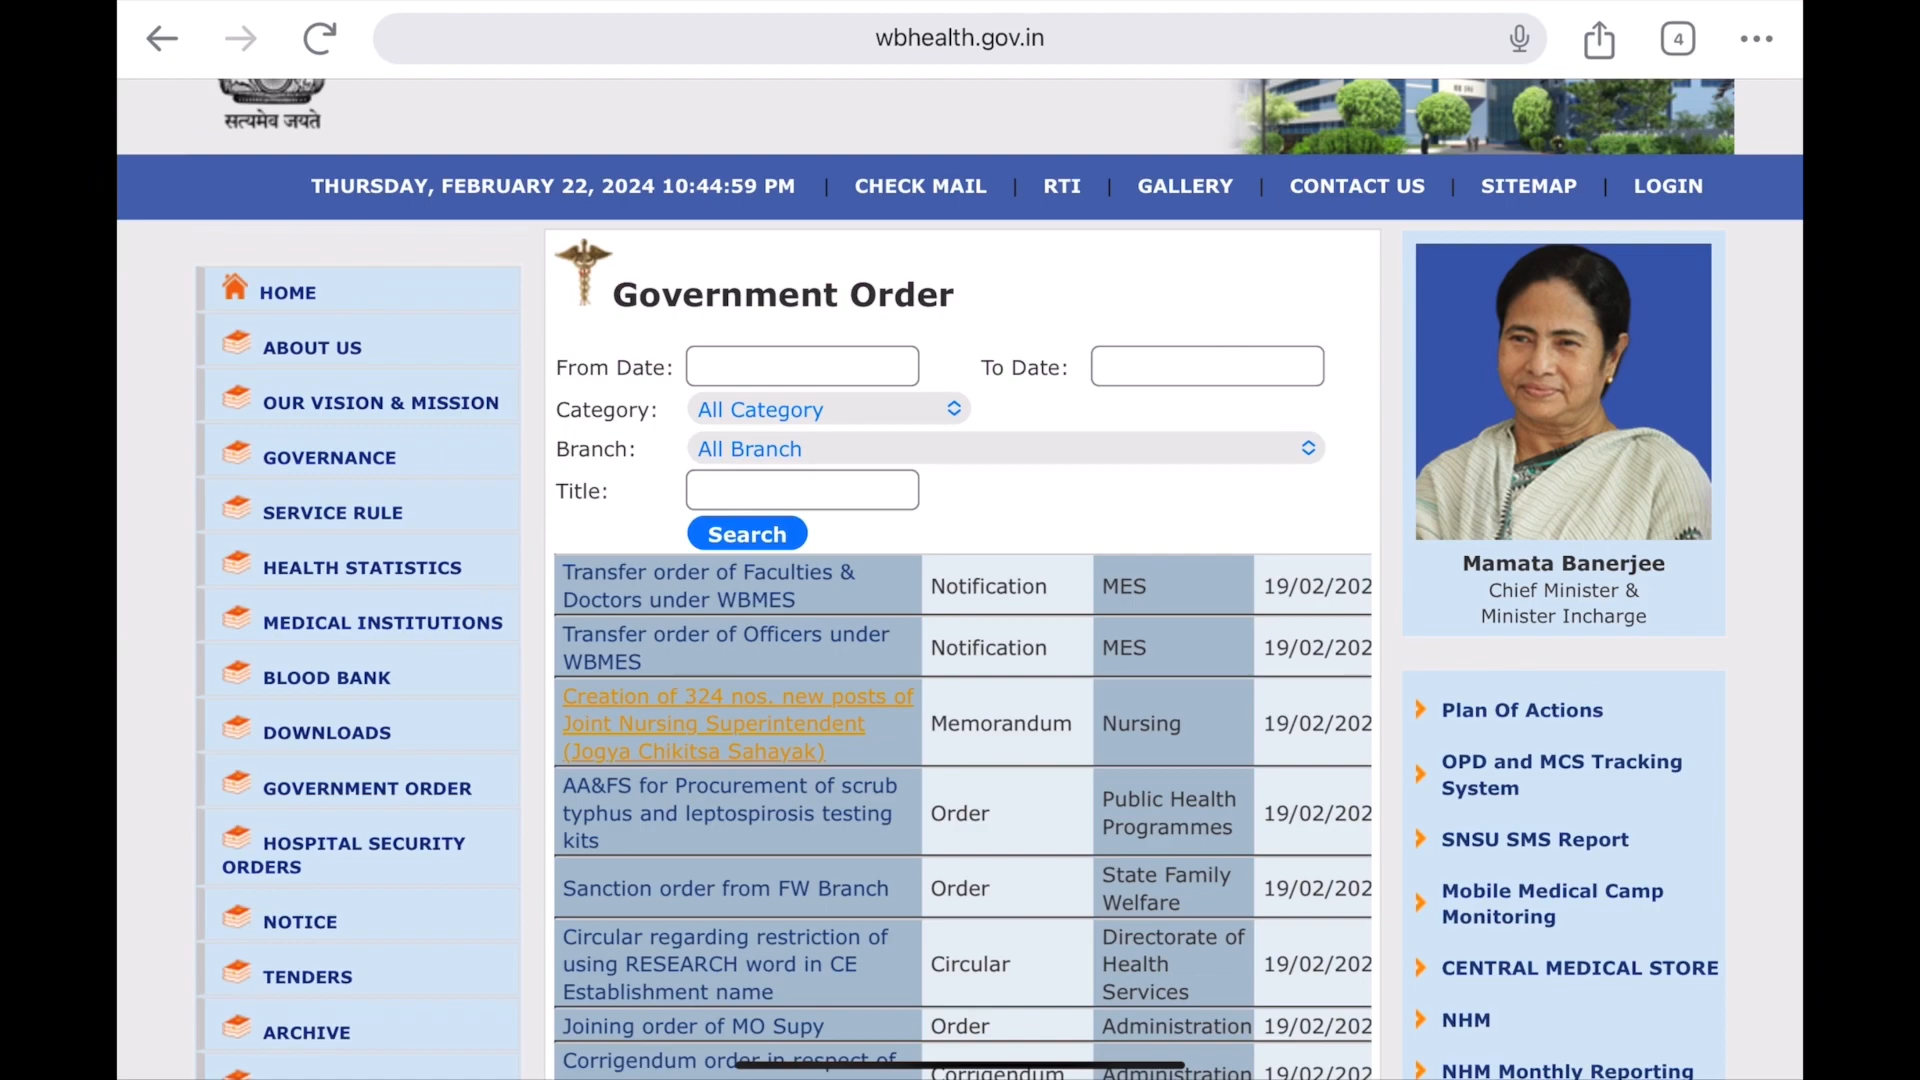 wbhealth.gov.in
4
सत्यमेव जयते
THURSDAY, FEBRUARY 22, 2024 10:44:59 PM | CHECK MAIL | RTI | GALLERY | CONTACT US | SITEMAP | LOGIN
HOME
ABOUT US
OUR VISION & MISSION
GOVERNANCE
SERVICE RULE
HEALTH STATISTICS
MEDICAL INSTITUTIONS
BLOOD BANK
DOWNLOADS
GOVERNMENT ORDER
HOSPITAL SECURITY
ORDERS
NOTICE
TENDERS
ARCHIVE
Government Order
From Date: To Date:
Category: All Category
Branch: All Branch
Title:
Search
Transfer order of Faculties &
Doctors under WBMES
Notification
MES
19/02/202
Transfer order of Officers under
WBMES
Notification
MES
19/02/202
Creation of 324 nos. new posts of
Joint Nursing Superintendent
(Jogya Chikitsa Sahayak)
Memorandum
Nursing
19/02/202
AA&FS for Procurement of scrub
typhus and leptospirosis testing
kits
Order
Public Health
Programmes
19/02/202
Sanction order from FW Branch
Order
State Family
Welfare
19/02/202
Circular regarding restriction of
using RESEARCH word in CE
Establishment name
Circular
Directorate of
Health
Services
19/02/202
Joining order of MO Supy
Order
Administration
19/02/202
Corrigendum order in respect of
Corrigendum
Administration
19/02/202
Mamata Banerjee
Chief Minister &
Minister Incharge
Plan Of Actions
OPD and MCS Tracking
System
SNSU SMS Report
Mobile Medical Camp
Monitoring
CENTRAL MEDICAL STORE
NHM
NHM Monthly Reporting